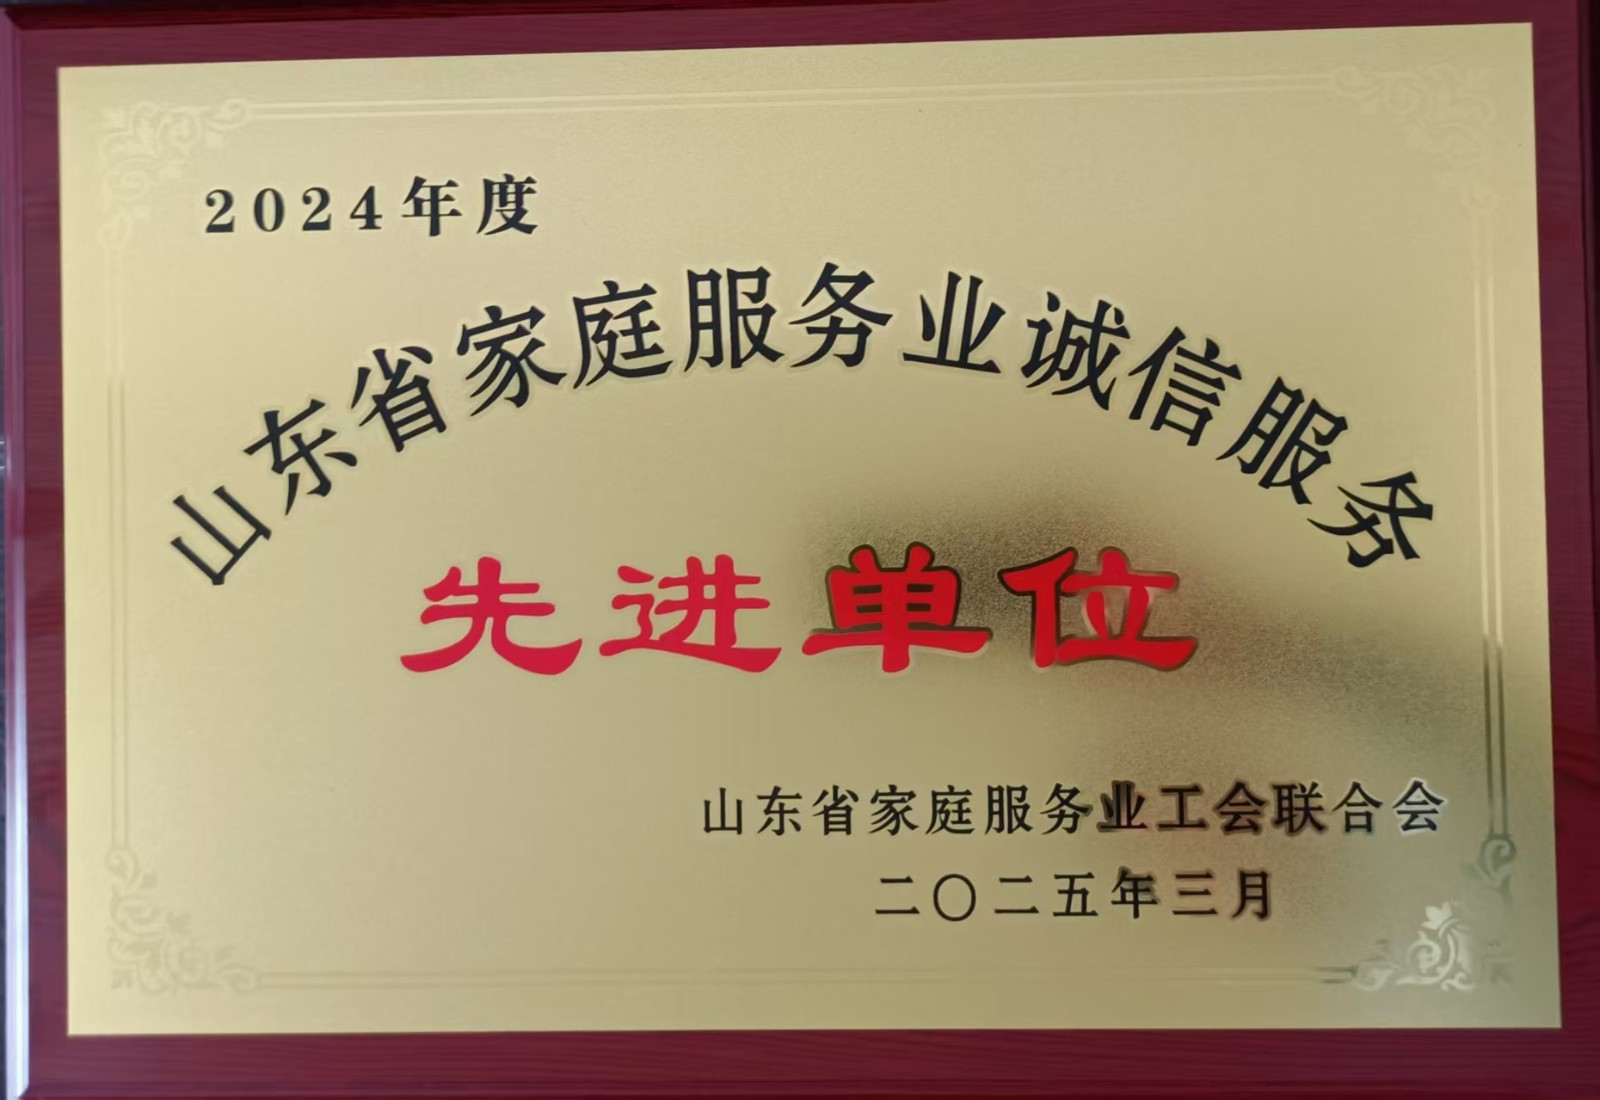 2024年度
山东省家庭服务业诚信服务
先进单位
山东省家庭服务业工会联合会
二〇二五年三月